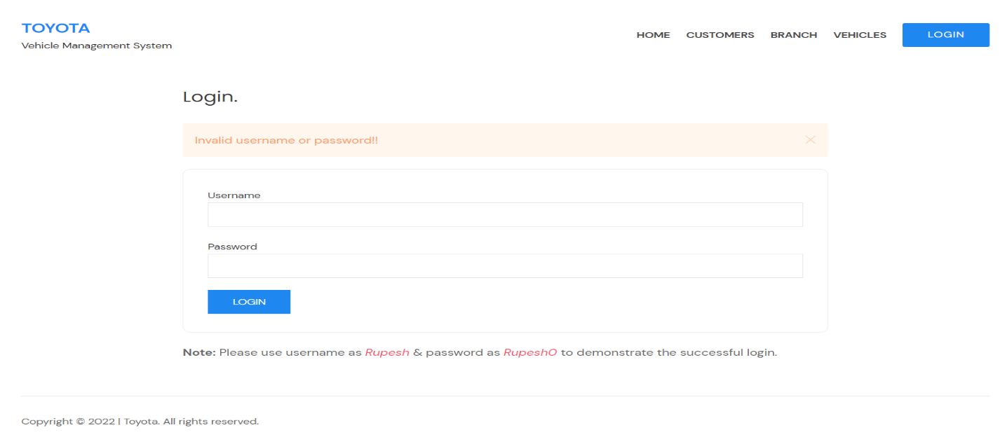 TOYOTA
Vehicle Management System
HOME CUSTOMERS BRANCH VEHICLES LOGIN
Login.
Invalid username or password!!
Username
Password
LOGIN
Note: Please use username as Rupesh & password as Rupesh0 to demonstrate the successful login.
Copyright © 2022 | Toyota. All rights reserved.